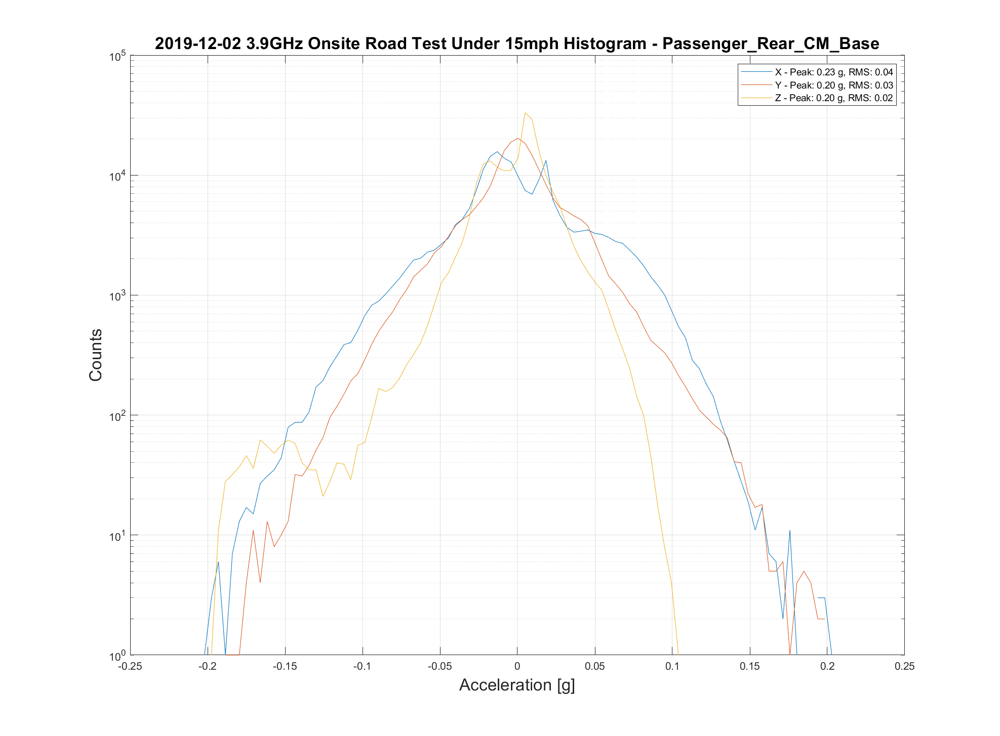 2019-12-02 3.9GHz Onsite Road Test Under 15mph Histogram - Passenger_Rear_CM_Base
10^5
X - Peak: 0.23 g, RMS: 0.04
Y - Peak: 0.20 g, RMS: 0.03
Z - Peak: 0.20 g, RMS: 0.02
10^4
10^3
Counts
10^2
10^1
10^0
-0.25 -0.2 -0.15 -0.1 -0.05 0 0.05 0.1 0.15 0.2 0.25
Acceleration [g]